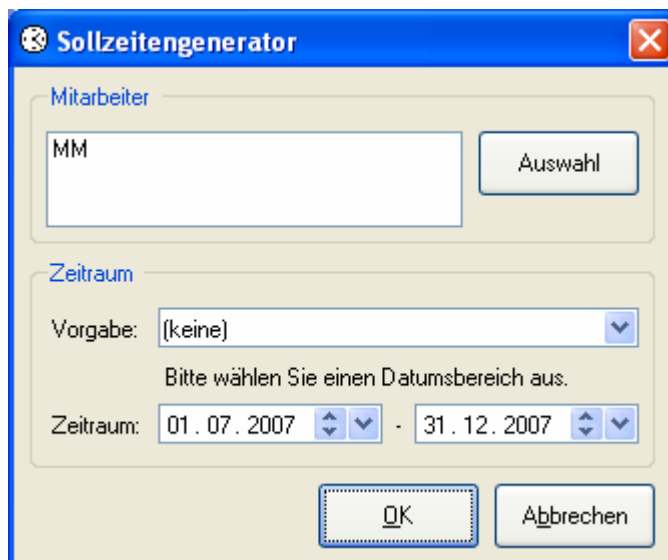 Sollzeitengenerator
Mitarbeiter
MM
Auswahl
Zeitraum
Vorgabe: (keine)
Bitte wählen Sie einen Datumsbereich aus.
Zeitraum: 01 . 07 . 2007 - 31 . 12 . 2007
OK Abbrechen